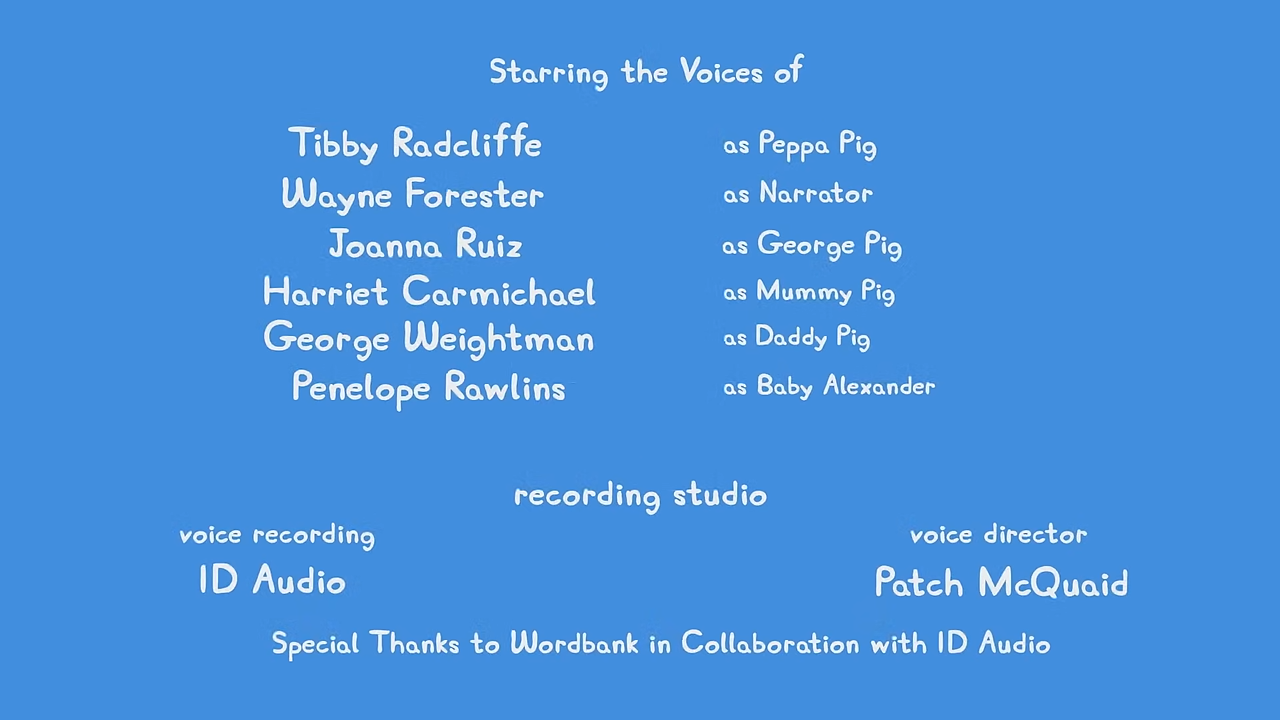 Starring the Voices of
Tibby Radcliffe as Peppa Pig
Wayne Forester as Narrator
Joanna Ruiz as George Pig
Harriet Carmichael as Mummy Pig
George Weightman as Daddy Pig
Penelope Rawlins as Baby Alexander
recording studio
voice recording voice director
ID Audio Patch McQuaid
Special Thanks to Wordbank in Collaboration with ID Audio